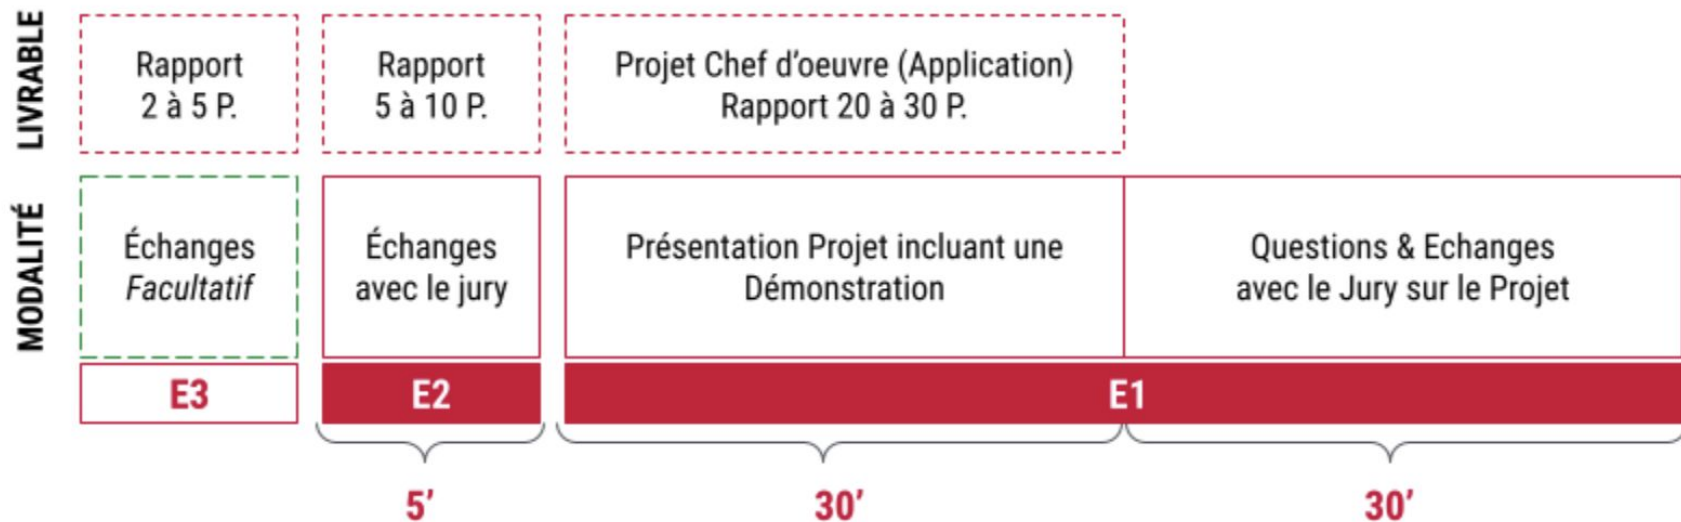 LIVRABLE
Rapport
2 à 5 P.
Rapport
5 à 10 P.
Projet Chef d'oeuvre (Application)
Rapport 20 à 30 P.
MODALITÉ
Échanges
Facultatif
Échanges
avec le jury
Présentation Projet incluant une
Démonstration
Questions & Echanges
avec le Jury sur le Projet
E3
E2
E1
5'
30'
30'